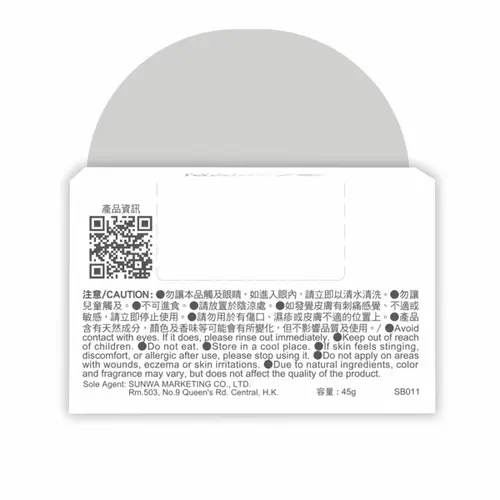 產品資訊
注意/CAUTION: ●勿讓本品觸及眼睛，如進入眼內，請立即以清水清洗。●勿讓
兒童觸及。●不可進食。●請放置於陰涼處。●如發覺皮膚有刺痛感覺、不適或
敏感，請立即停止使用。●請勿用於有傷口、濕疹或皮膚不適的位置上。●產品
含有天然成分，顏色及香味等可能會有所變化，但不影響品質及使用。/ ●Avoid
contact with eyes. If it does, please rinse out immediately. ●Keep out of reach
of children. ●Do not eat. ●Store in a cool place. ●If skin feels stinging,
discomfort, or allergic after use, please stop using it. ●Do not apply on areas
with wounds, eczema or skin irritations. ●Due to natural ingredients, color
and fragrance may vary, but does not affect the quality of the product.
Sole Agent: SUNWA MARKETING CO., LTD.
Rm.503, No.9 Queen's Rd. Central, H.K. 容量：45g SB011